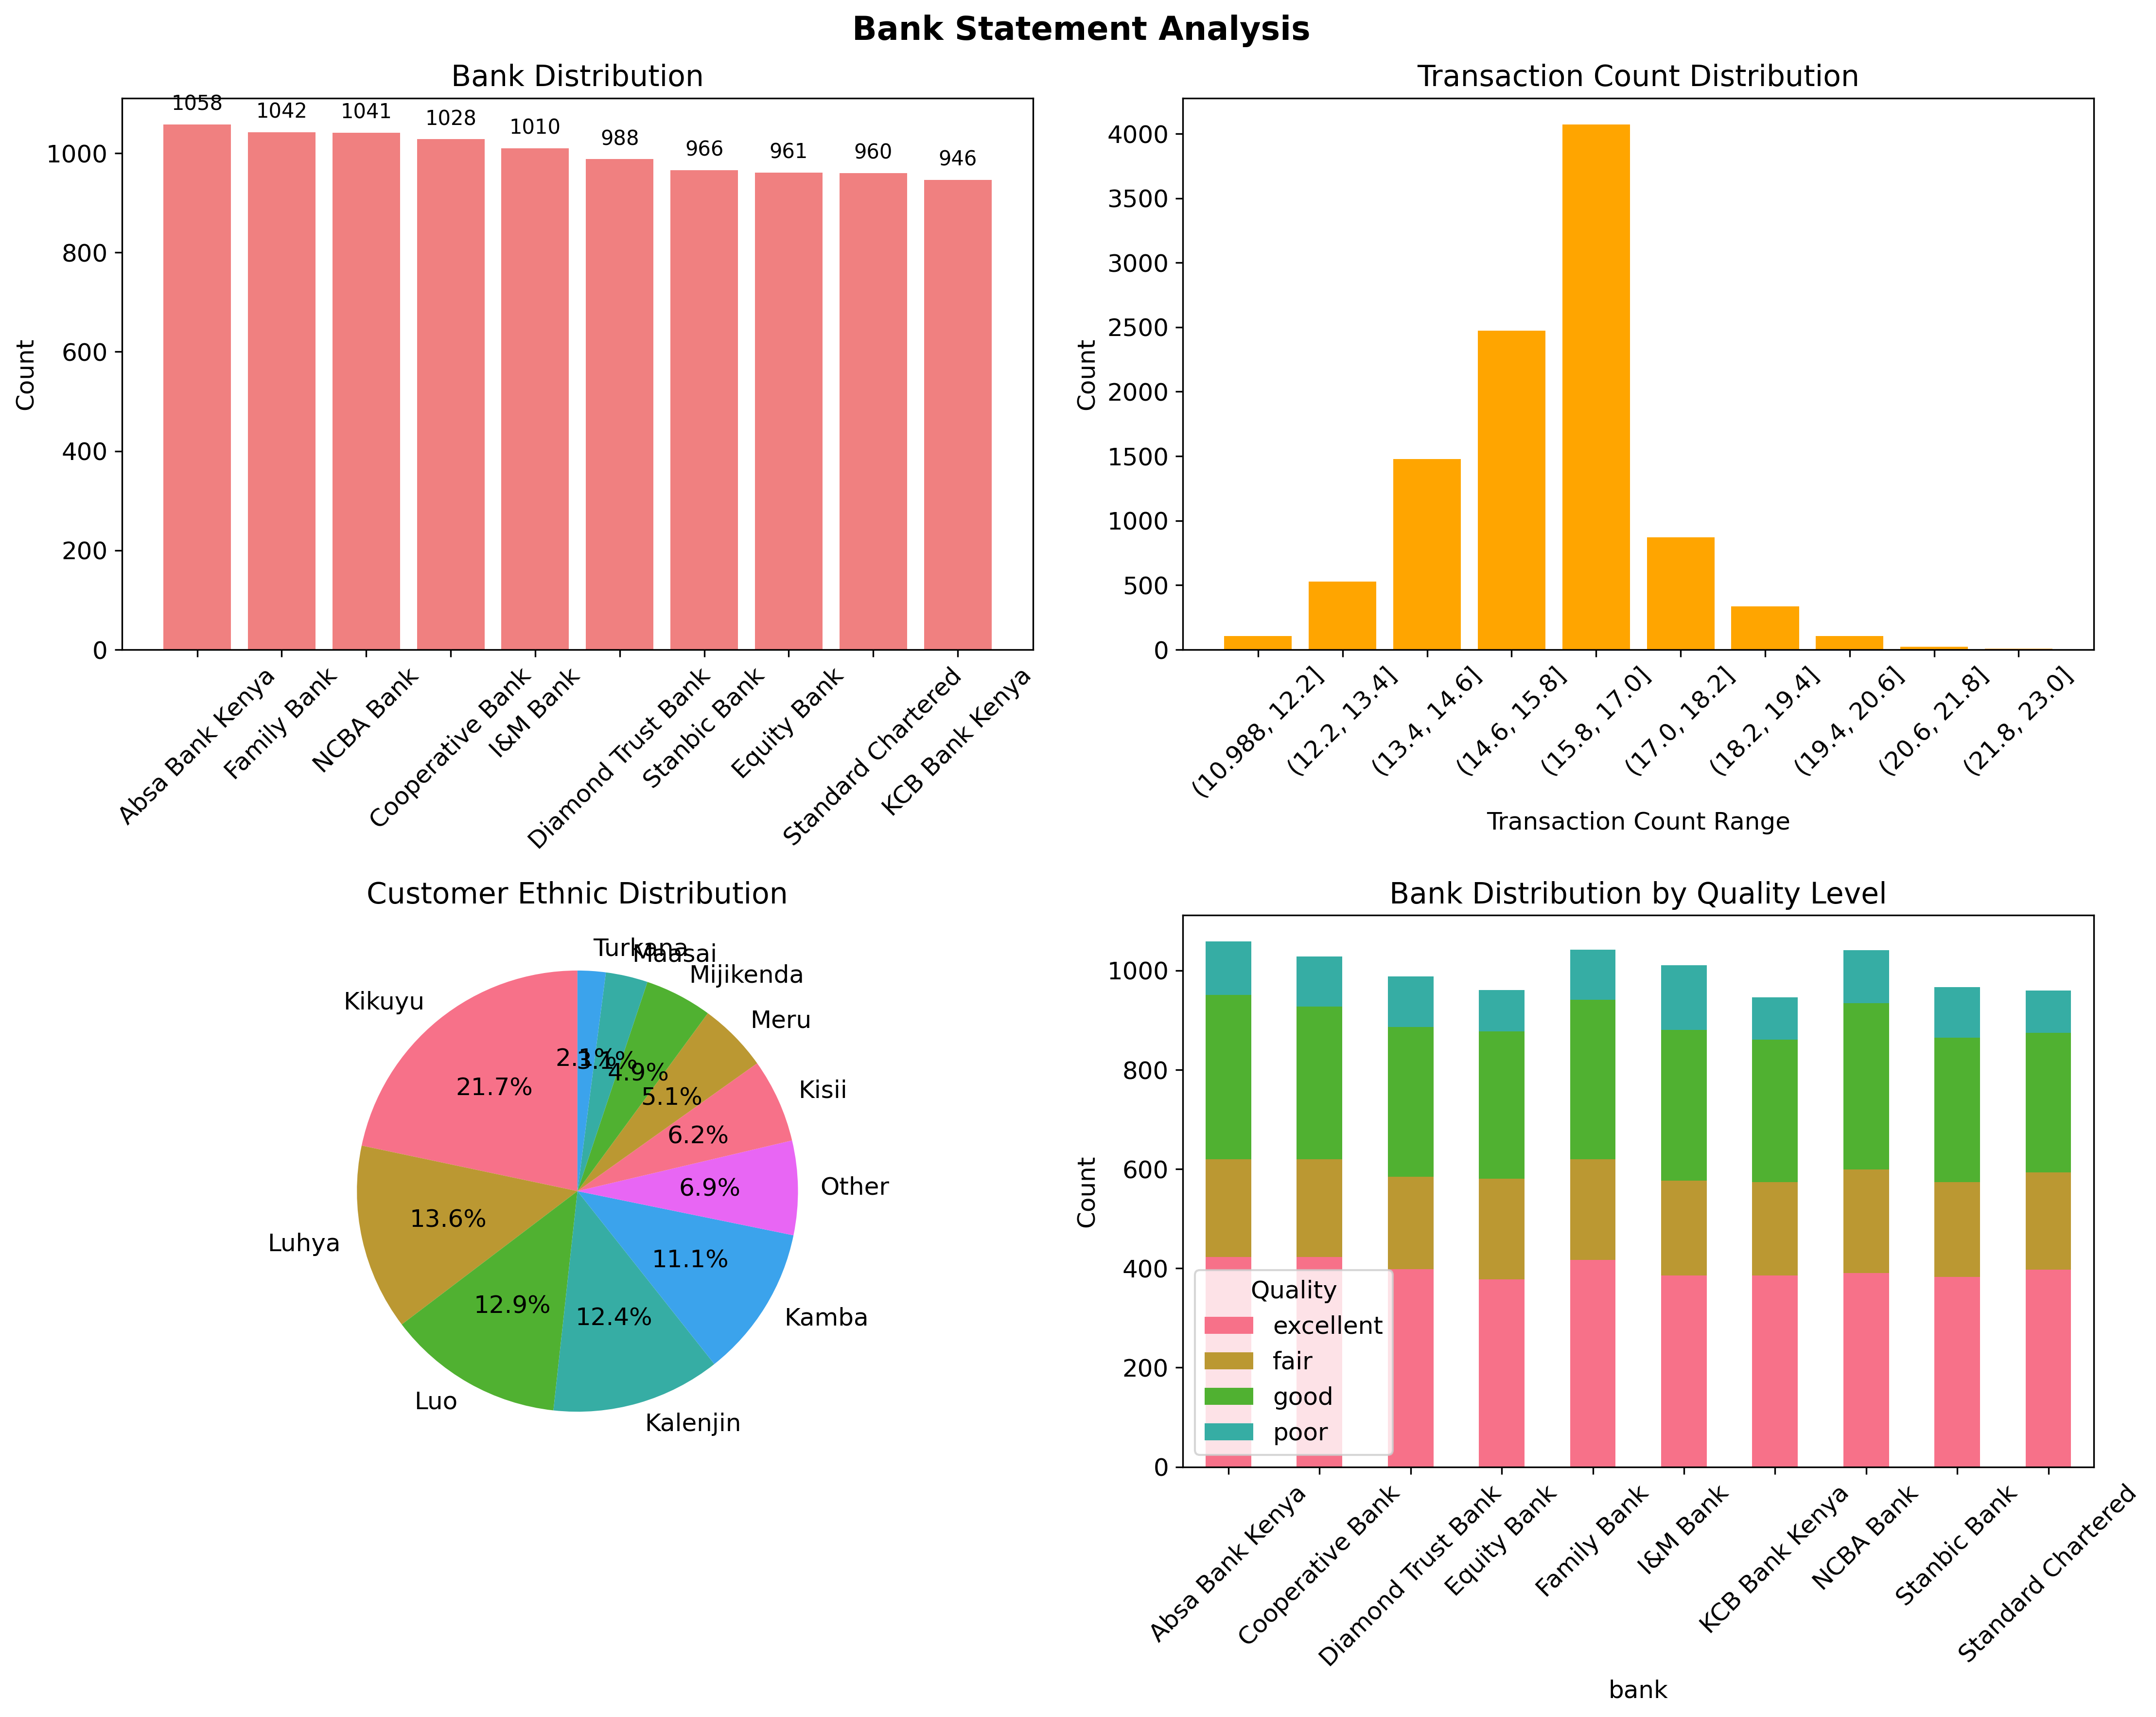 Bank Statement Analysis
Bank Distribution
1058
1042
1041
1028
1010
988
966
961
960
946
1000
800
600
400
200
0
Count
Absa Bank Kenya
Family Bank
NCBA Bank
Cooperative Bank
I&M Bank
Diamond Trust Bank
Stanbic Bank
Equity Bank
Standard Chartered
KCB Bank Kenya
Transaction Count Distribution
4000
3500
3000
2500
2000
1500
1000
500
0
Count
(10.988, 12.2]
(12.2, 13.4]
(13.4, 14.6]
(14.6, 15.8]
(15.8, 17.0]
(17.0, 18.2]
(18.2, 19.4]
(19.4, 20.6]
(20.6, 21.8]
(21.8, 23.0]
Transaction Count Range
Customer Ethnic Distribution
Kikuyu
21.7%
Luhya
13.6%
Luo
12.9%
Kalenjin
12.4%
Kamba
11.1%
Other
6.9%
Kisii
6.2%
Meru
5.1%
Mijikenda
4.9%
Maasai
3.1%
Turkana
2.1%
Bank Distribution by Quality Level
1000
800
600
400
200
0
Count
Quality
excellent
fair
good
poor
Absa Bank Kenya
Cooperative Bank
Diamond Trust Bank
Equity Bank
Family Bank
I&M Bank
KCB Bank Kenya
NCBA Bank
Stanbic Bank
Standard Chartered
bank